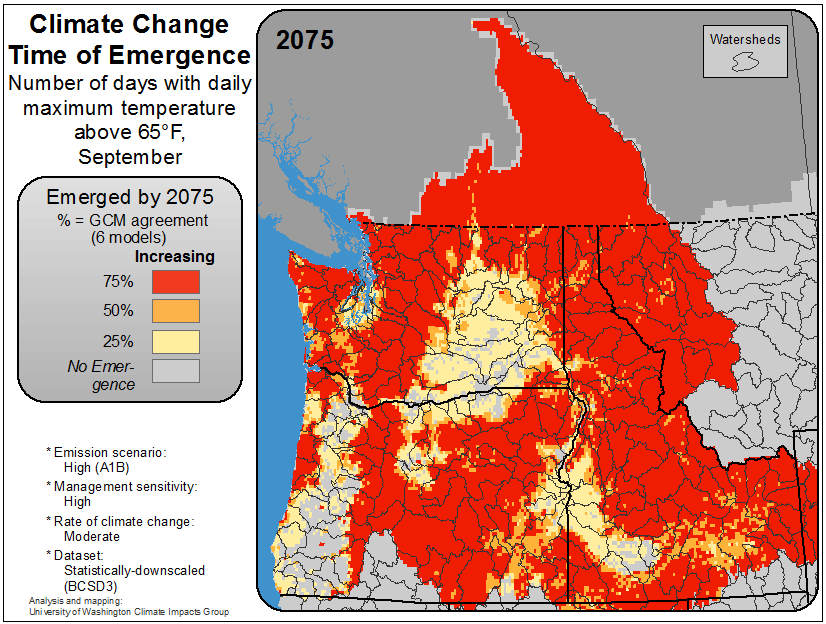 Climate Change
Time of Emergence
Number of days with daily
maximum temperature
above 65°F,
September
Emerged by 2075
% = GCM agreement
(6 models)
Increasing
75%
50%
25%
No Emer-
gence
* Emission scenario:
High (A1B)
* Management sensitivity:
High
* Rate of climate change:
Moderate
* Dataset:
Statistically-downscaled
(BCSD3)
Analysis and mapping:
University of Washington Climate Impacts Group
2075
Watersheds